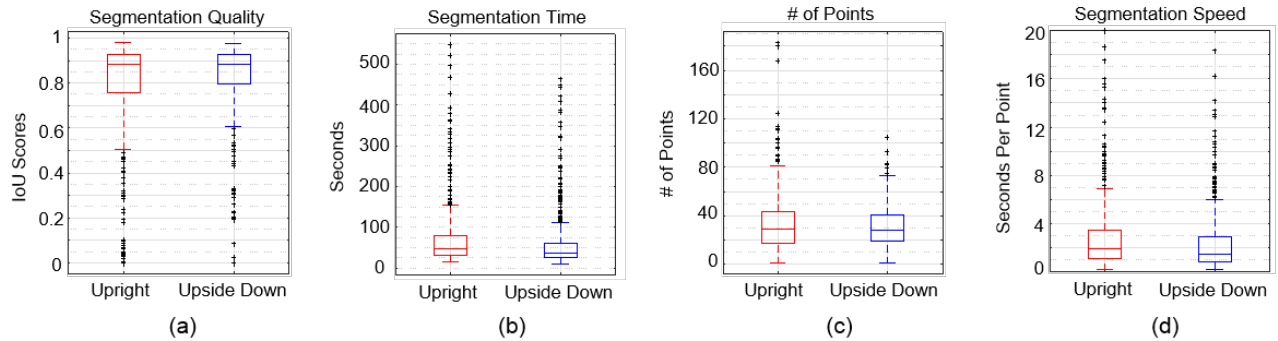 Segmentation Quality
IoU Scores
1
0.8
0.6
0.4
0.2
0
Upright Upside Down
(a)
Segmentation Time
Seconds
500
400
300
200
100
0
Upright Upside Down
(b)
# of Points
# of Points
160
120
80
40
0
Upright Upside Down
(c)
Segmentation Speed
Seconds Per Point
20
16
12
8
4
0
Upright Upside Down
(d)